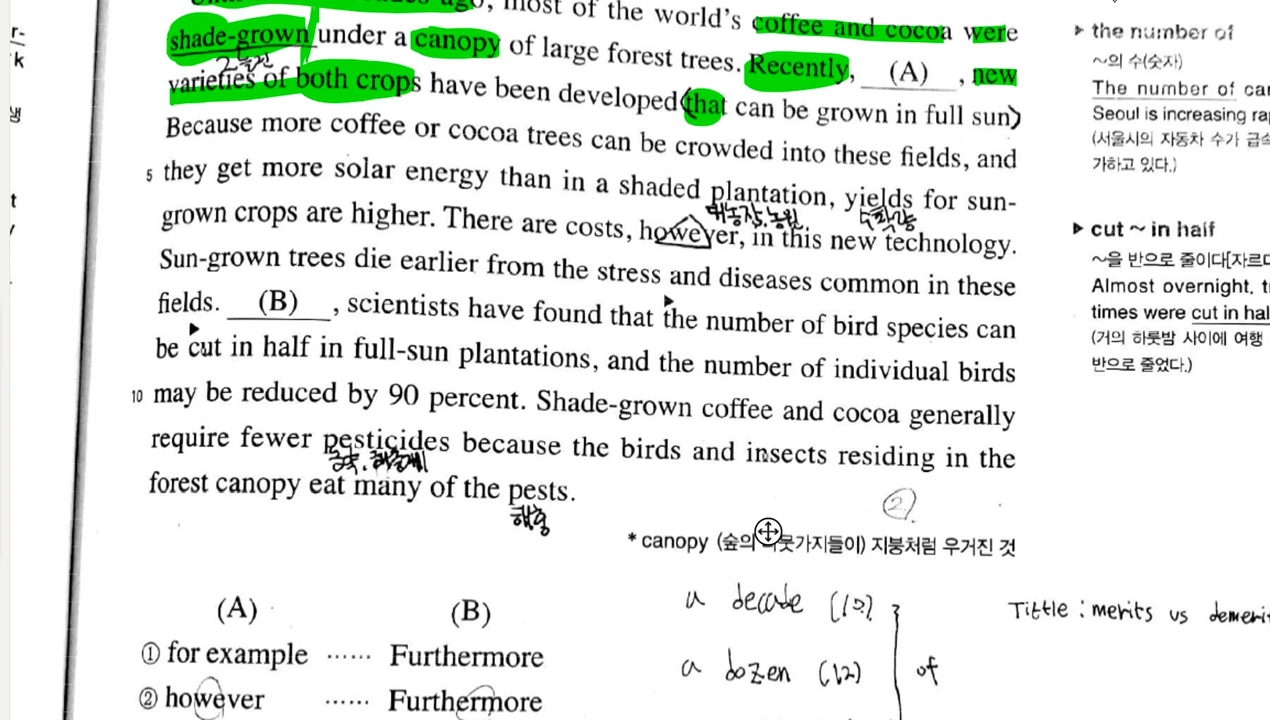 ago, most of the world's coffee and cocoa were
shade-grown under a canopy of large forest trees. Recently, (A) , new
varieties of both crops have been developed (that can be grown in full sun)
Because more coffee or cocoa trees can be crowded into these fields, and
5 they get more solar energy than in a shaded plantation, yields for sun-
대농장, 농원 수확량
grown crops are higher. There are costs, however, in this new technology.
Sun-grown trees die earlier from the stress and diseases common in these
fields. (B) , scientists have found that the number of bird species can
be cut in half in full-sun plantations, and the number of individual birds
10 may be reduced by 90 percent. Shade-grown coffee and cocoa generally
require fewer pesticides because the birds and insects residing in the
forest canopy eat many of the pests.
해충
②
* canopy (숲의 지붕처럼 우거진 것
(A) (B)
① for example ...... Furthermore
② however ...... Furthermore
a decade (10)
a dozen (12) of
Tittle : merits vs
the number of
~의 수(숫자)
The number of
Seoul is increasing
(서울시의 자동차 수가
가하고 있다.)
cut ~ in half
~을 반으로 줄이다
Almost overnight,
times were cut in
(거의 하룻밤 사이에 여행
반으로 줄었다.)